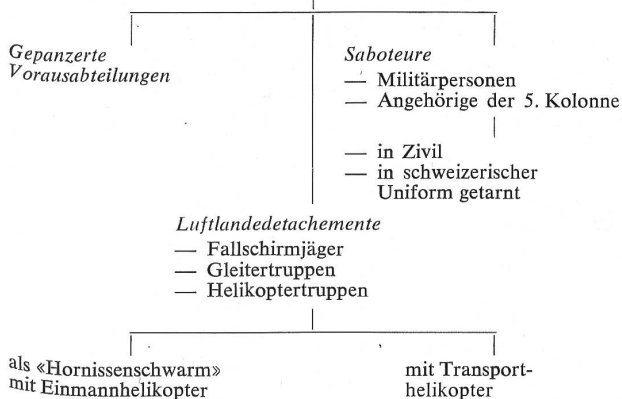 Gepanzerte
Vorausabteilungen
Saboteure
— Militärpersonen
— Angehörige der 5. Kolonne
— in Zivil
— in schweizerischer
Uniform getarnt
Luftlandedetachemente
— Fallschirmjäger
— Gleitertruppen
— Helikoptertruppen
als «Hornissenschwarm»
mit Einmannhelikopter
mit Transport-
helikopter